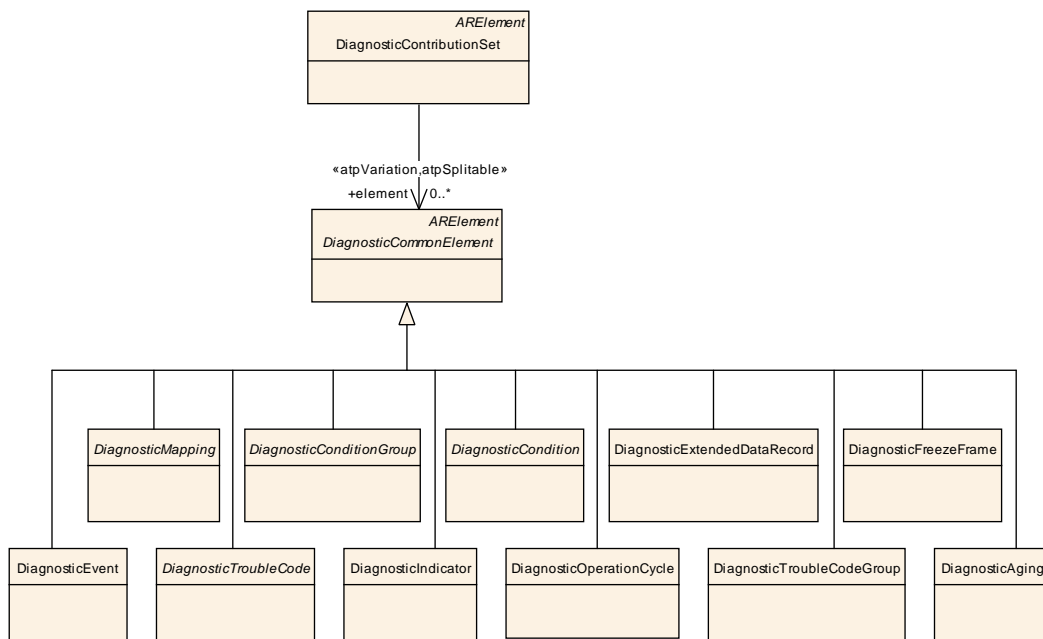 ARElement
DiagnosticContributionSet
«atpVariation,atpSplitable»
+element 0..*
ARElement
DiagnosticCommonElement
DiagnosticMapping
DiagnosticConditionGroup
DiagnosticCondition
DiagnosticExtendedDataRecord
DiagnosticFreezeFrame
DiagnosticEvent
DiagnosticTroubleCode
DiagnosticIndicator
DiagnosticOperationCycle
DiagnosticTroubleCodeGroup
DiagnosticAging